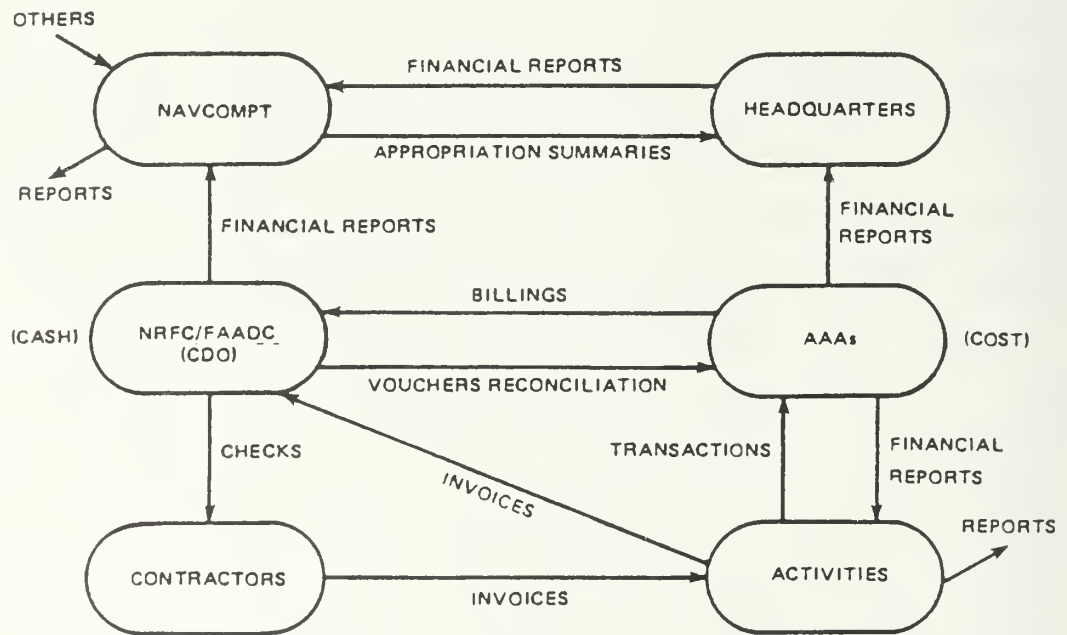 OTHERS
FINANCIAL REPORTS
NAVCOMPT
HEADQUARTERS
APPROPRIATION SUMMARIES
REPORTS
FINANCIAL REPORTS
FINANCIAL
REPORTS
BILLINGS
(CASH)
NRFC/FAADC
(CDO)
AAAs
(COST)
VOUCHERS RECONCILIATION
CHECKS
TRANSACTIONS
FINANCIAL
REPORTS
INVOICES
REPORTS
CONTRACTORS
ACTIVITIES
INVOICES